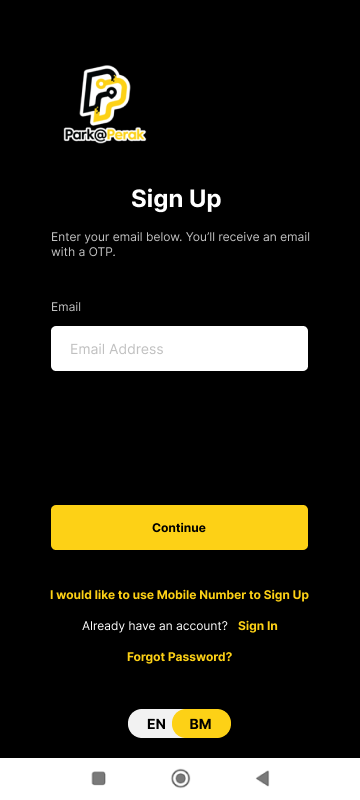 Park@Perak
Sign Up
Enter your email below. You'll receive an email
with a OTP.
Email
Email Address
Continue
I would like to use Mobile Number to Sign Up
Already have an account? Sign In
Forgot Password?
EN BM